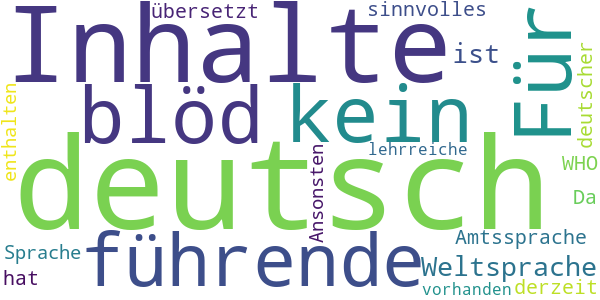 übersetzt
sinnvolles
Inhalte
ist
Für
deutscher
enthalten
blöd
kein
lehrreiche
WHO
deutsch
Ansonsten
Da
Sprache
führende
Amtssprache
Weltsprache
hat
vorhanden
derzeit